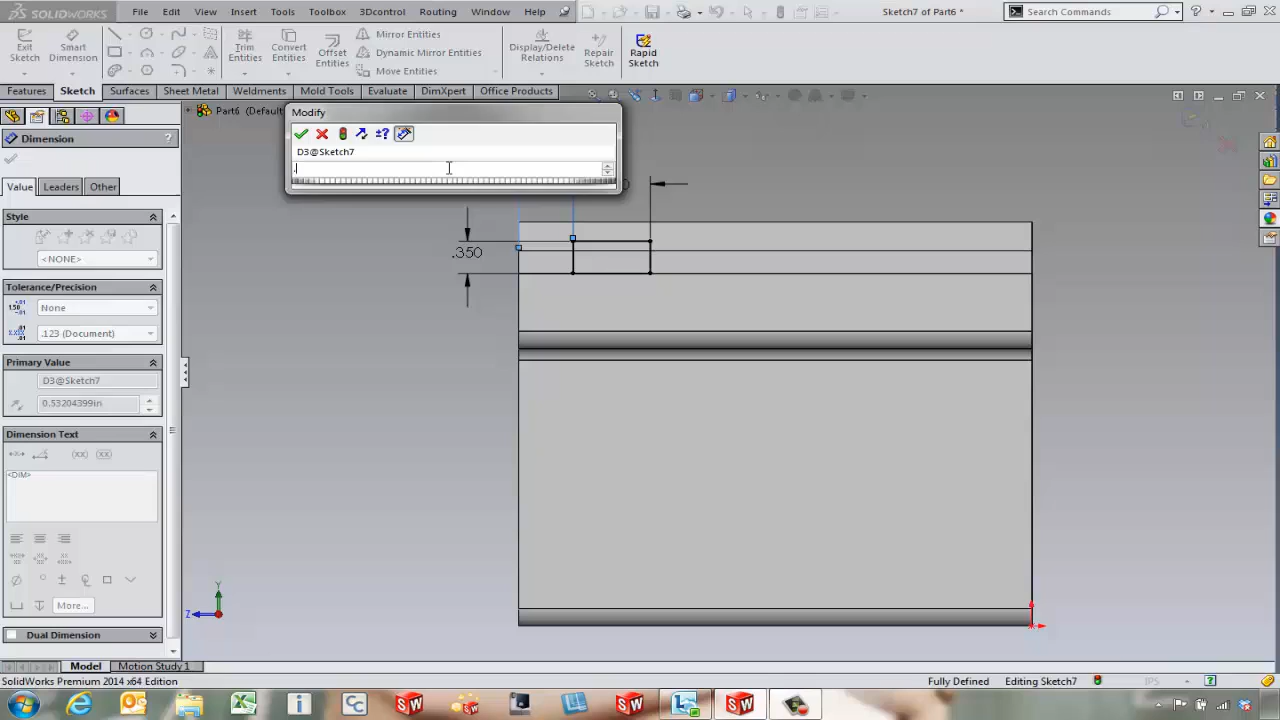 SOLIDWORKS File Edit View Insert Tools Toolbox 3Dcontrol Routing Window Help Sketch7 of Part6 * Search Commands
Exit Sketch
Smart Dimension
Trim Entities
Convert Entities
Offset Entities
Mirror Entities
Dynamic Mirror Entities
Move Entities
Display/Delete Relations
Repair Sketch
Rapid Sketch
Features Sketch Surfaces Sheet Metal Weldments Mold Tools Evaluate DimXpert Office Products
Part6 (Defaul
Modify
D3@Sketch7
.
Dimension ?
Value Leaders Other
Style
<NONE>
Tolerance/Precision
None
.123 (Document)
Primary Value
D3@Sketch7
0.53204399in
Dimension Text
<DIM>
More...
Dual Dimension
.350
Y
Z
Model Motion Study 1
SolidWorks Premium 2014 x64 Edition Fully Defined Editing Sketch7 IPS